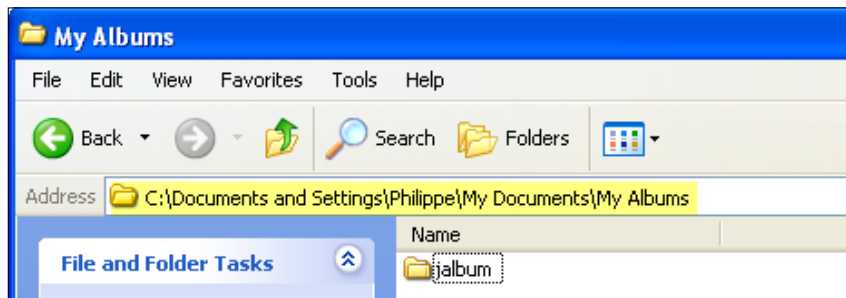 My Albums
File Edit View Favorites Tools Help
Back Search Folders
Address C:\Documents and Settings\Philippe\My Documents\My Albums
Name
File and Folder Tasks
jalbum